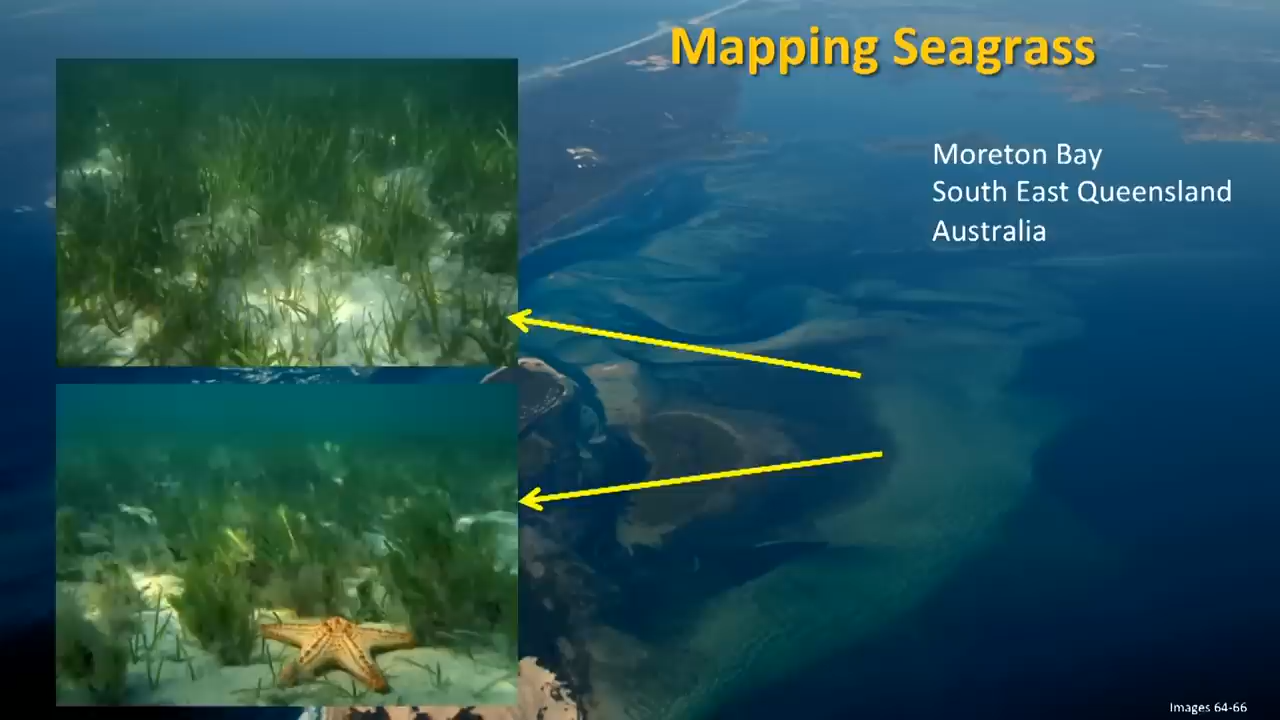 Mapping Seagrass
Moreton Bay
South East Queensland
Australia
Images 64-66